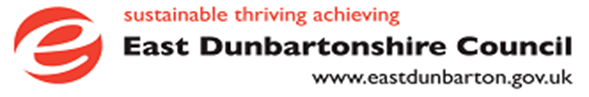 sustainable thriving achieving
East Dunbartonshire Council
www.eastdunbarton.gov.uk